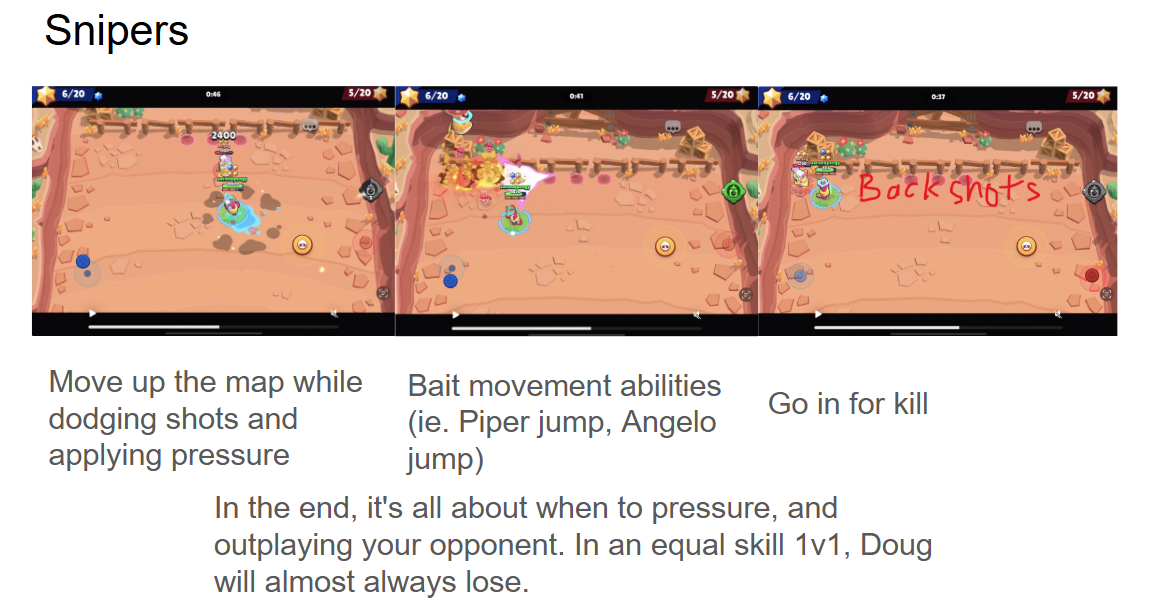 Snipers
6/20
0:46
5/20
6/20
0:41
5/20
6/20
0:37
5/20
2400
Backshots
Move up the map while
dodging shots and
applying pressure
Bait movement abilities
(ie. Piper jump, Angelo
jump)
Go in for kill
In the end, it's all about when to pressure, and
outplaying your opponent. In an equal skill 1v1, Doug
will almost always lose.